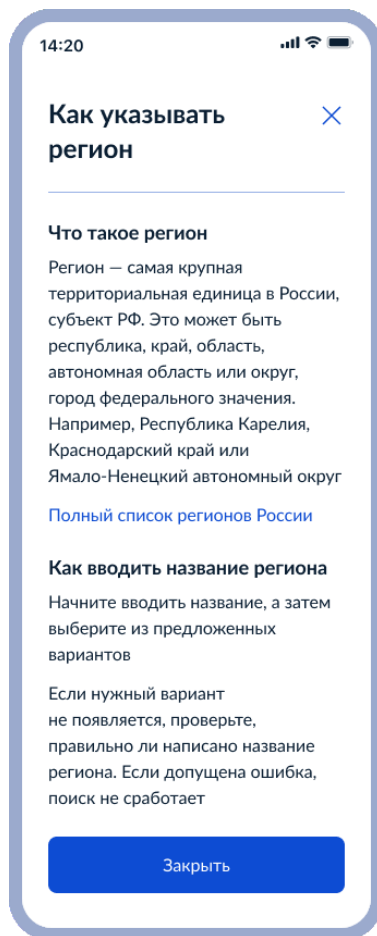 14:20
Как указывать
регион
Что такое регион
Регион — самая крупная
территориальная единица в России,
субъект РФ. Это может быть
республика, край, область,
автономная область или округ,
город федерального значения.
Например, Республика Карелия,
Краснодарский край или
Ямало-Ненецкий автономный округ
Полный список регионов России
Как вводить название региона
Начните вводить название, а затем
выберите из предложенных
вариантов
Если нужный вариант
не появляется, проверьте,
правильно ли написано название
региона. Если допущена ошибка,
поиск не сработает
Закрыть